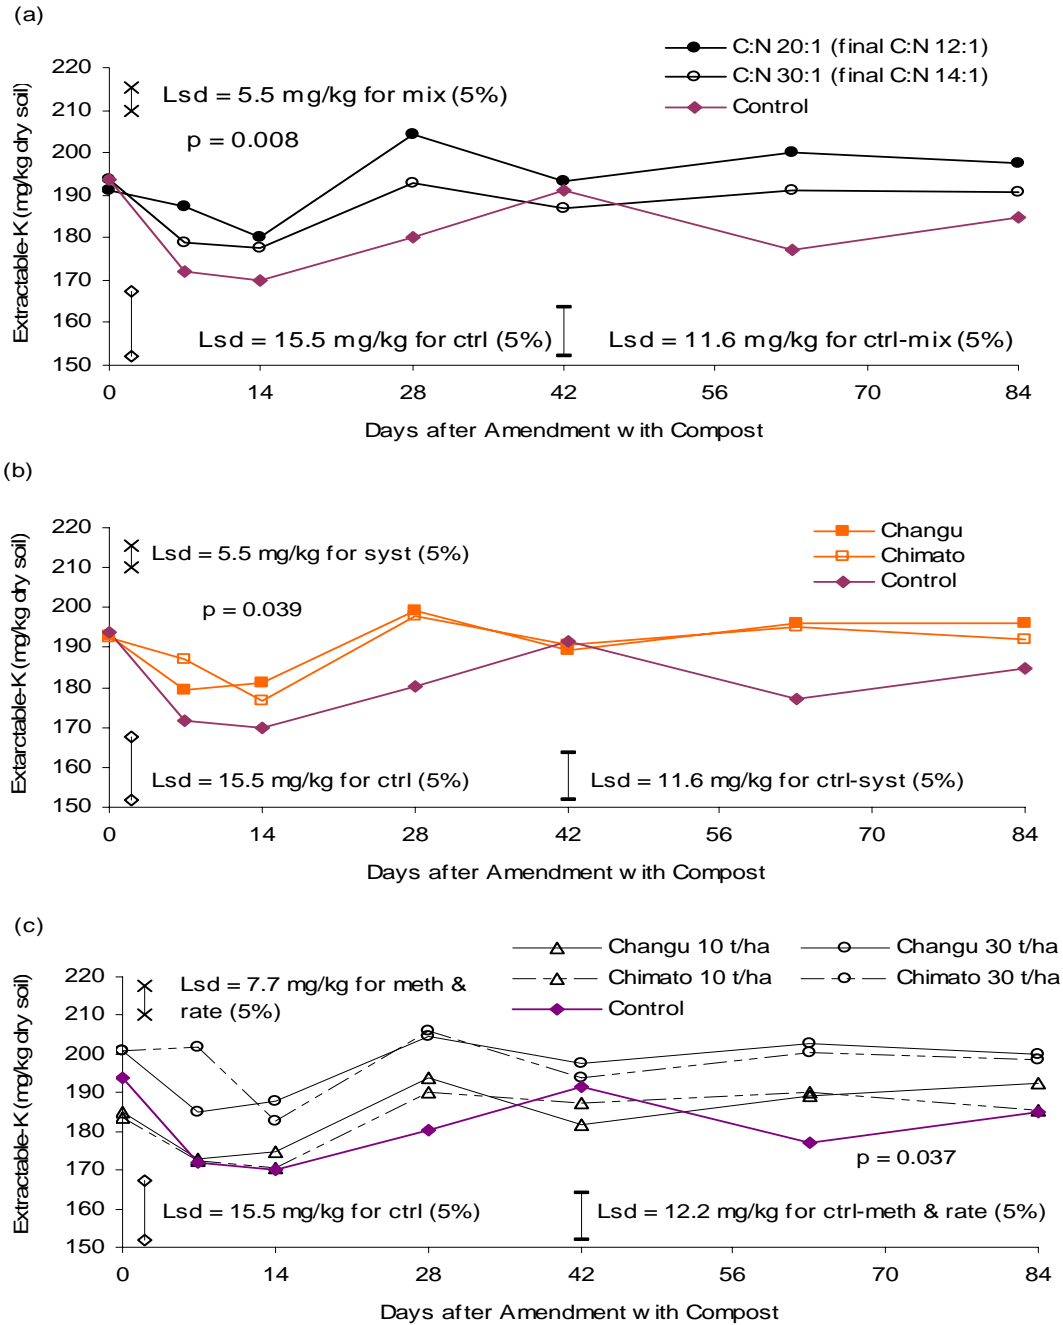 (a)
C:N 20:1 (final C:N 12:1)
C:N 30:1 (final C:N 14:1)
Control
Lsd = 5.5 mg/kg for mix (5%)
p = 0.008
Lsd = 15.5 mg/kg for ctrl (5%)
Lsd = 11.6 mg/kg for ctrl-mix (5%)
Extractable-K (mg/kg dry soil)
220
210
200
190
180
170
160
150
0 14 28 42 56 70 84
Days after Amendment with Compost
(b)
Changu
Chimato
Control
Lsd = 5.5 mg/kg for syst (5%)
p = 0.039
Lsd = 15.5 mg/kg for ctrl (5%)
Lsd = 11.6 mg/kg for ctrl-syst (5%)
Extarctable-K (mg/kg dry soil)
220
210
200
190
180
170
160
150
0 14 28 42 56 70 84
Days after Amendment with Compost
(c)
Changu 10 t/ha Changu 30 t/ha
Chimato 10 t/ha Chimato 30 t/ha
Control
Lsd = 7.7 mg/kg for meth &
rate (5%)
p = 0.037
Lsd = 15.5 mg/kg for ctrl (5%)
Lsd = 12.2 mg/kg for ctrl-meth & rate (5%)
Extractable-K (mg/kg dry soil)
220
210
200
190
180
170
160
150
0 14 28 42 56 70 84
Days after Amendment with Compost